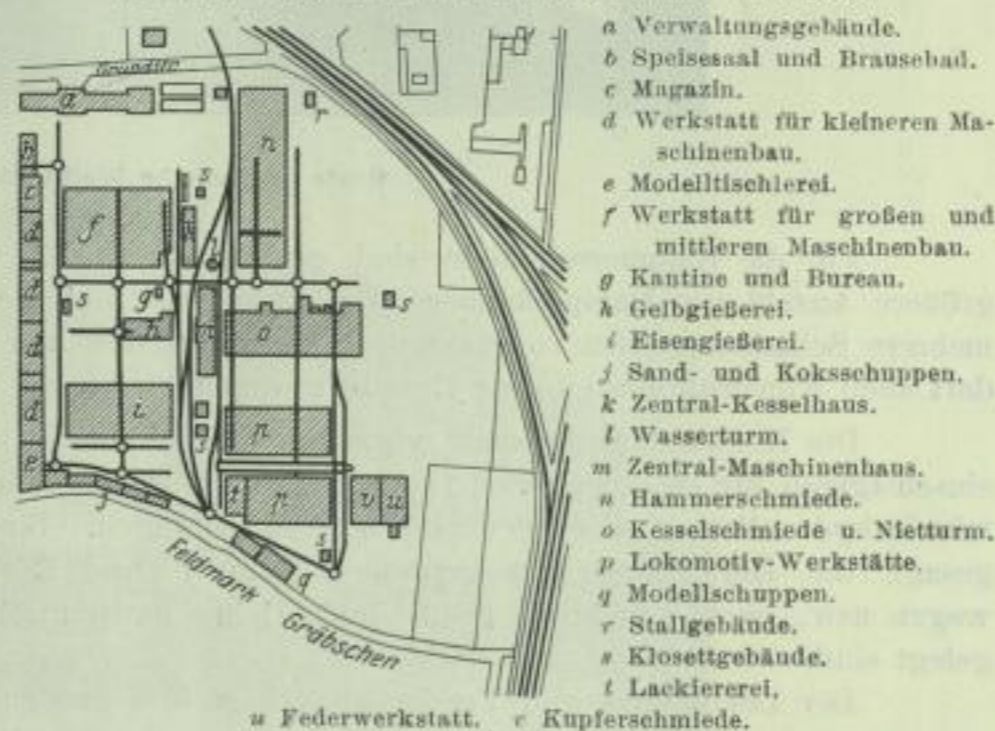 Grundstr.
a
r
n
s
b
c
k
d
f
l
s
g
s
d
h
m
o
d
i
s
p
d
e
j
t
p
v
u
s
q
Feldmark
Gräbschen
a Verwaltungsgebäude.
b Speisesaal und Brausebad.
c Magazin.
d Werkstatt für kleineren Ma-
schinenbau.
e Modelltischlerei.
f Werkstatt für großen und
mittleren Maschinenbau.
g Kantine und Bureau.
h Gelbgießerei.
i Eisengießerei.
j Sand- und Koksschuppen.
k Zentral-Kesselhaus.
l Wasserturm.
m Zentral-Maschinenhaus.
n Hammerschmiede.
o Kesselschmiede u. Nietturm.
p Lokomotiv-Werkstätte.
q Modellschuppen.
r Stallgebäude.
s Klosettgebäude.
t Lackiererei.
u Federwerkstatt. v Kupferschmiede.